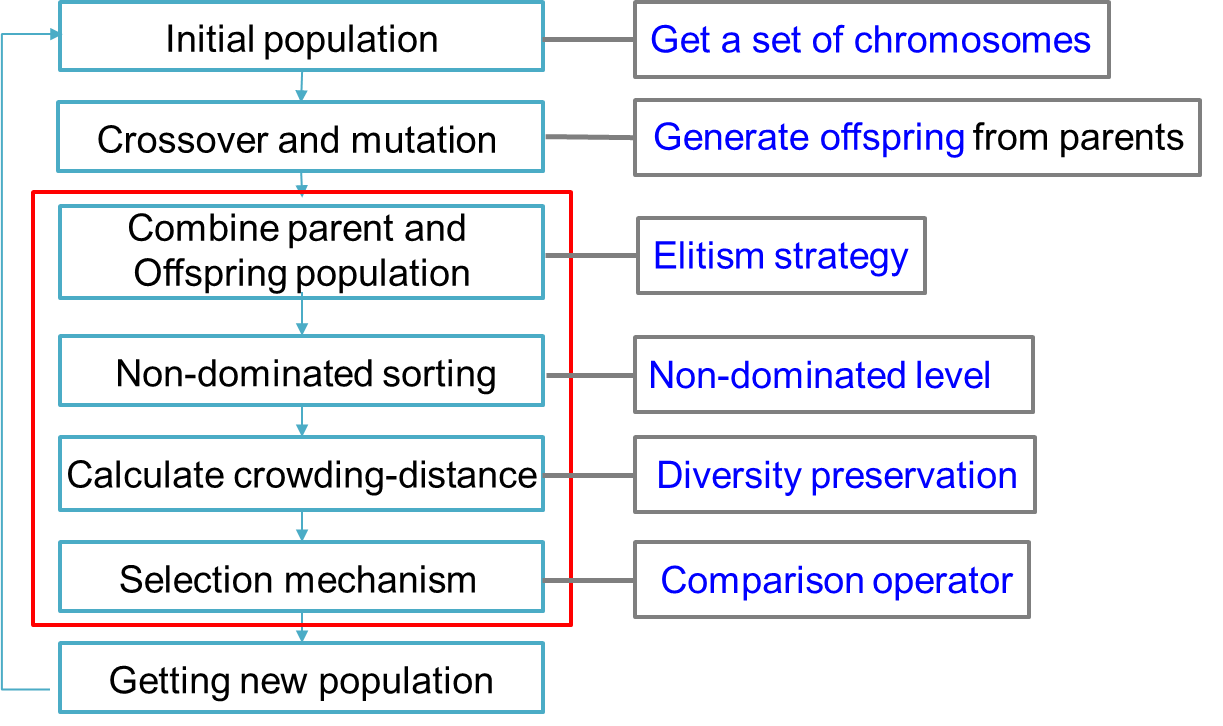 Initial population
Get a set of chromosomes
Crossover and mutation
Generate offspring from parents
Combine parent and
Offspring population
Elitism strategy
Non-dominated sorting
Non-dominated level
Calculate crowding-distance
Diversity preservation
Selection mechanism
Comparison operator
Getting new population